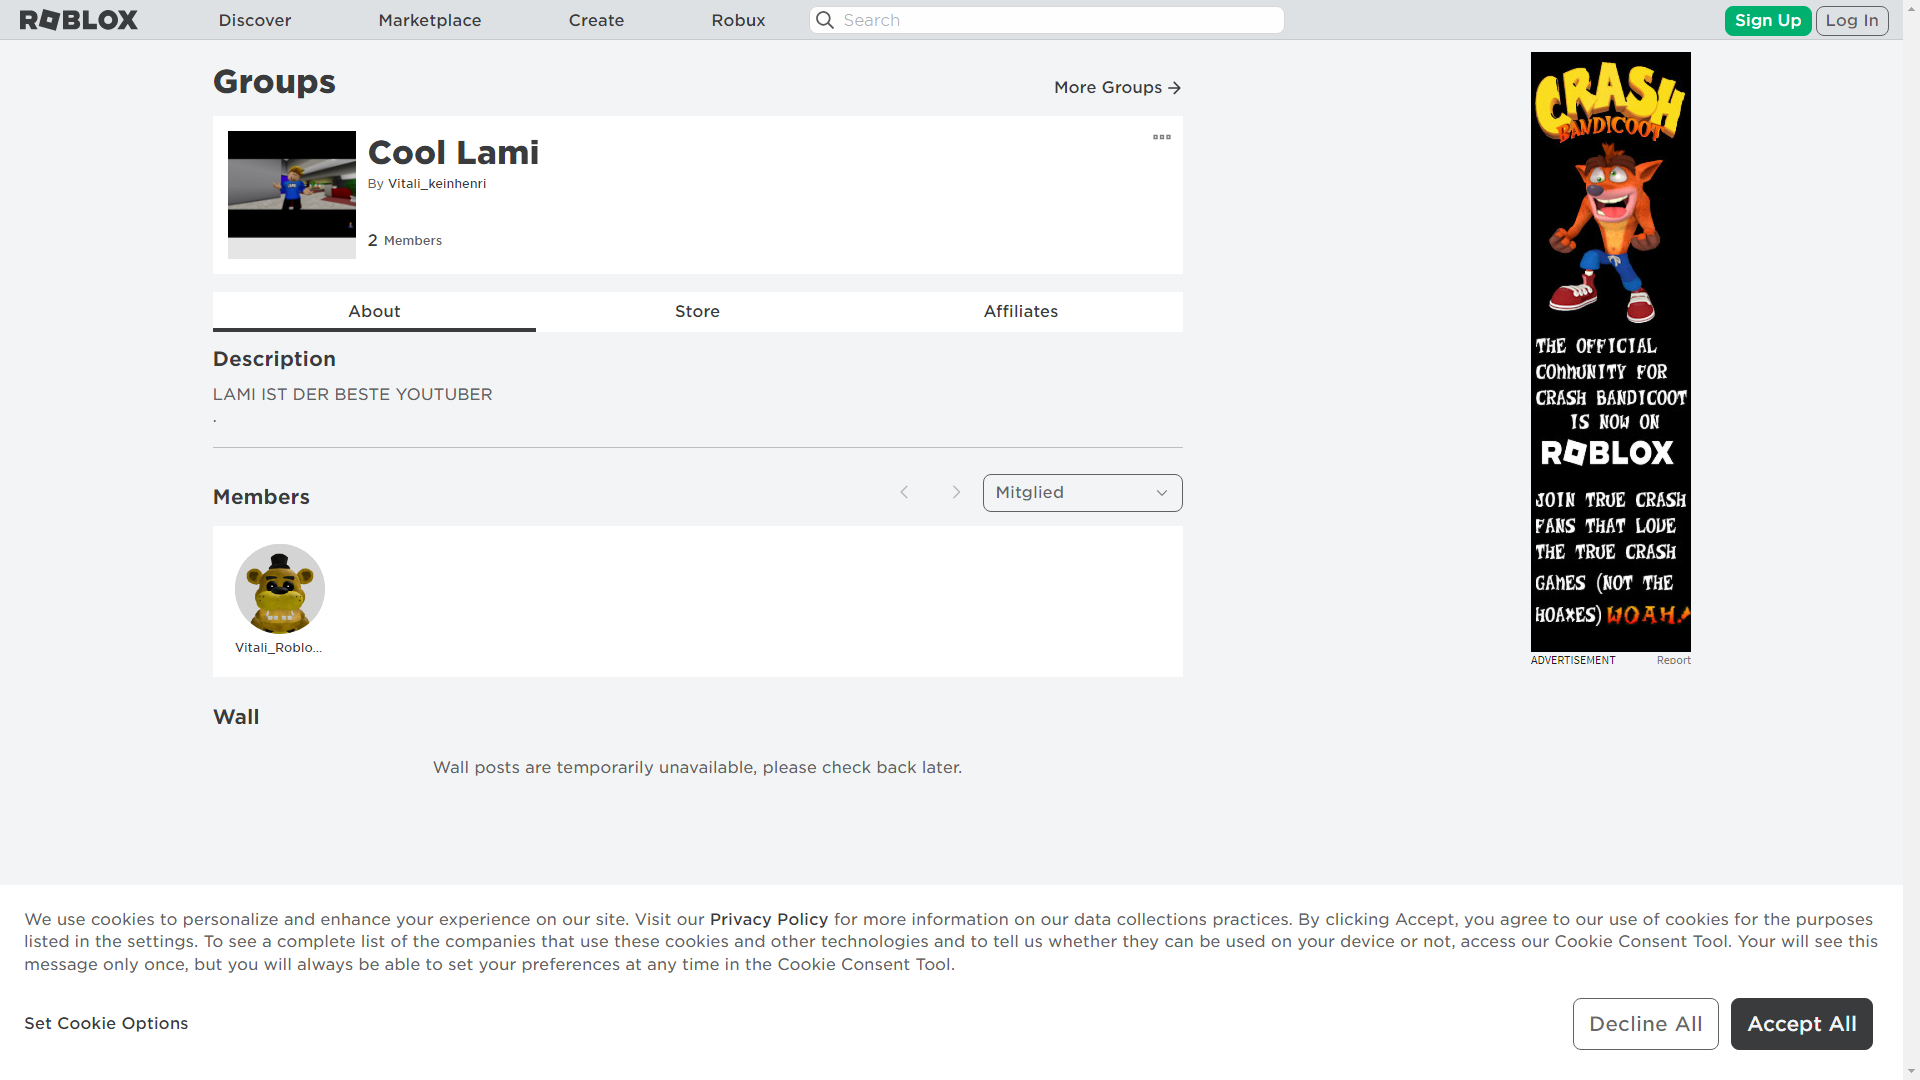 ROBLOX
Discover
Marketplace
Create
Robux
Search
Sign Up
Log In
Groups
More Groups
Cool Lami
By Vitali_keinhenri
2 Members
About
Store
Affiliates
Description
LAMI IST DER BESTE YOUTUBER
.
Members
Mitglied
Vitali_Roblo...
Wall
Wall posts are temporarily unavailable, please check back later.
CRASH
BANDICOOT
THE OFFICIAL
COMMUNITY FOR
CRASH BANDICOOT
IS NOW ON
ROBLOX
JOIN TRUE CRASH
FANS THAT LOVE
THE TRUE CRASH
GAMES (NOT THE
HOAXES) WOAH!
ADVERTISEMENT
Report
We use cookies to personalize and enhance your experience on our site. Visit our Privacy Policy for more information on our data collections practices. By clicking Accept, you agree to our use of cookies for the purposes
listed in the settings. To see a complete list of the companies that use these cookies and other technologies and to tell us whether they can be used on your device or not, access our Cookie Consent Tool. Your will see this
message only once, but you will always be able to set your preferences at any time in the Cookie Consent Tool.
Set Cookie Options
Decline All
Accept All